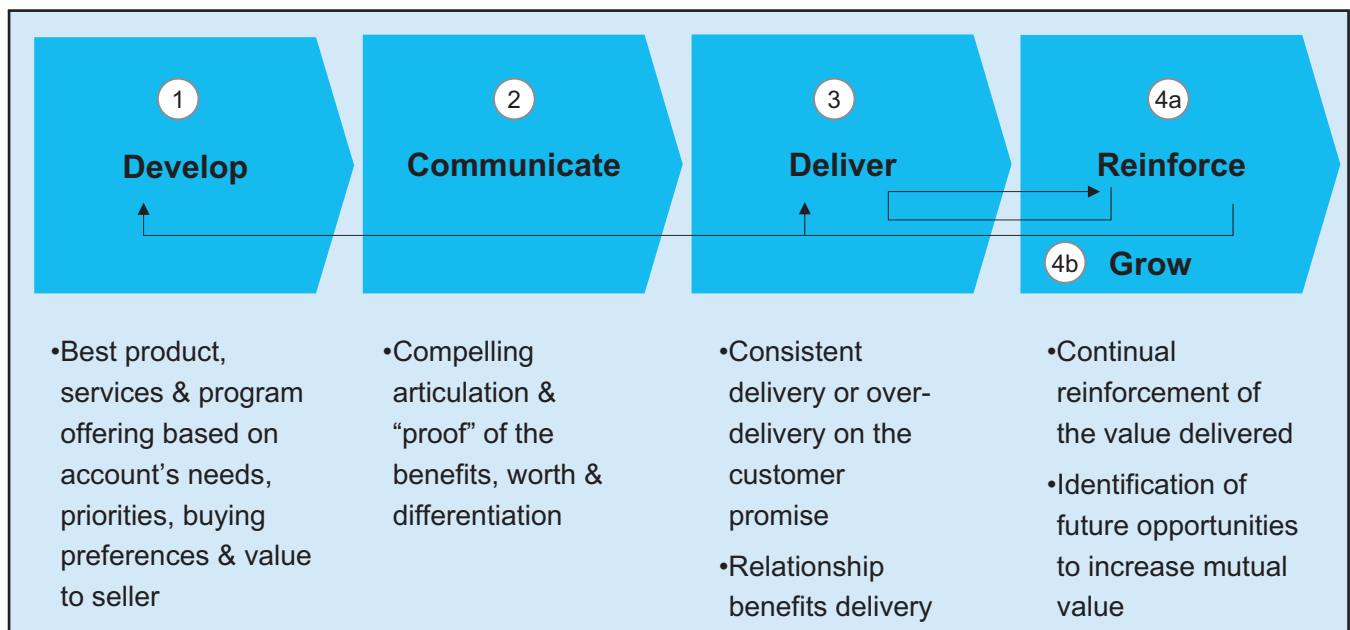 1
Develop
2
Communicate
3
Deliver
4a
Reinforce
4b Grow
•Best product,
services & program
offering based on
account’s needs,
priorities, buying
preferences & value
to seller
•Compelling
articulation &
“proof” of the
benefits, worth &
differentiation
•Consistent
delivery or over-
delivery on the
customer
promise
•Relationship
benefits delivery
•Continual
reinforcement of
the value delivered
•Identification of
future opportunities
to increase mutual
value